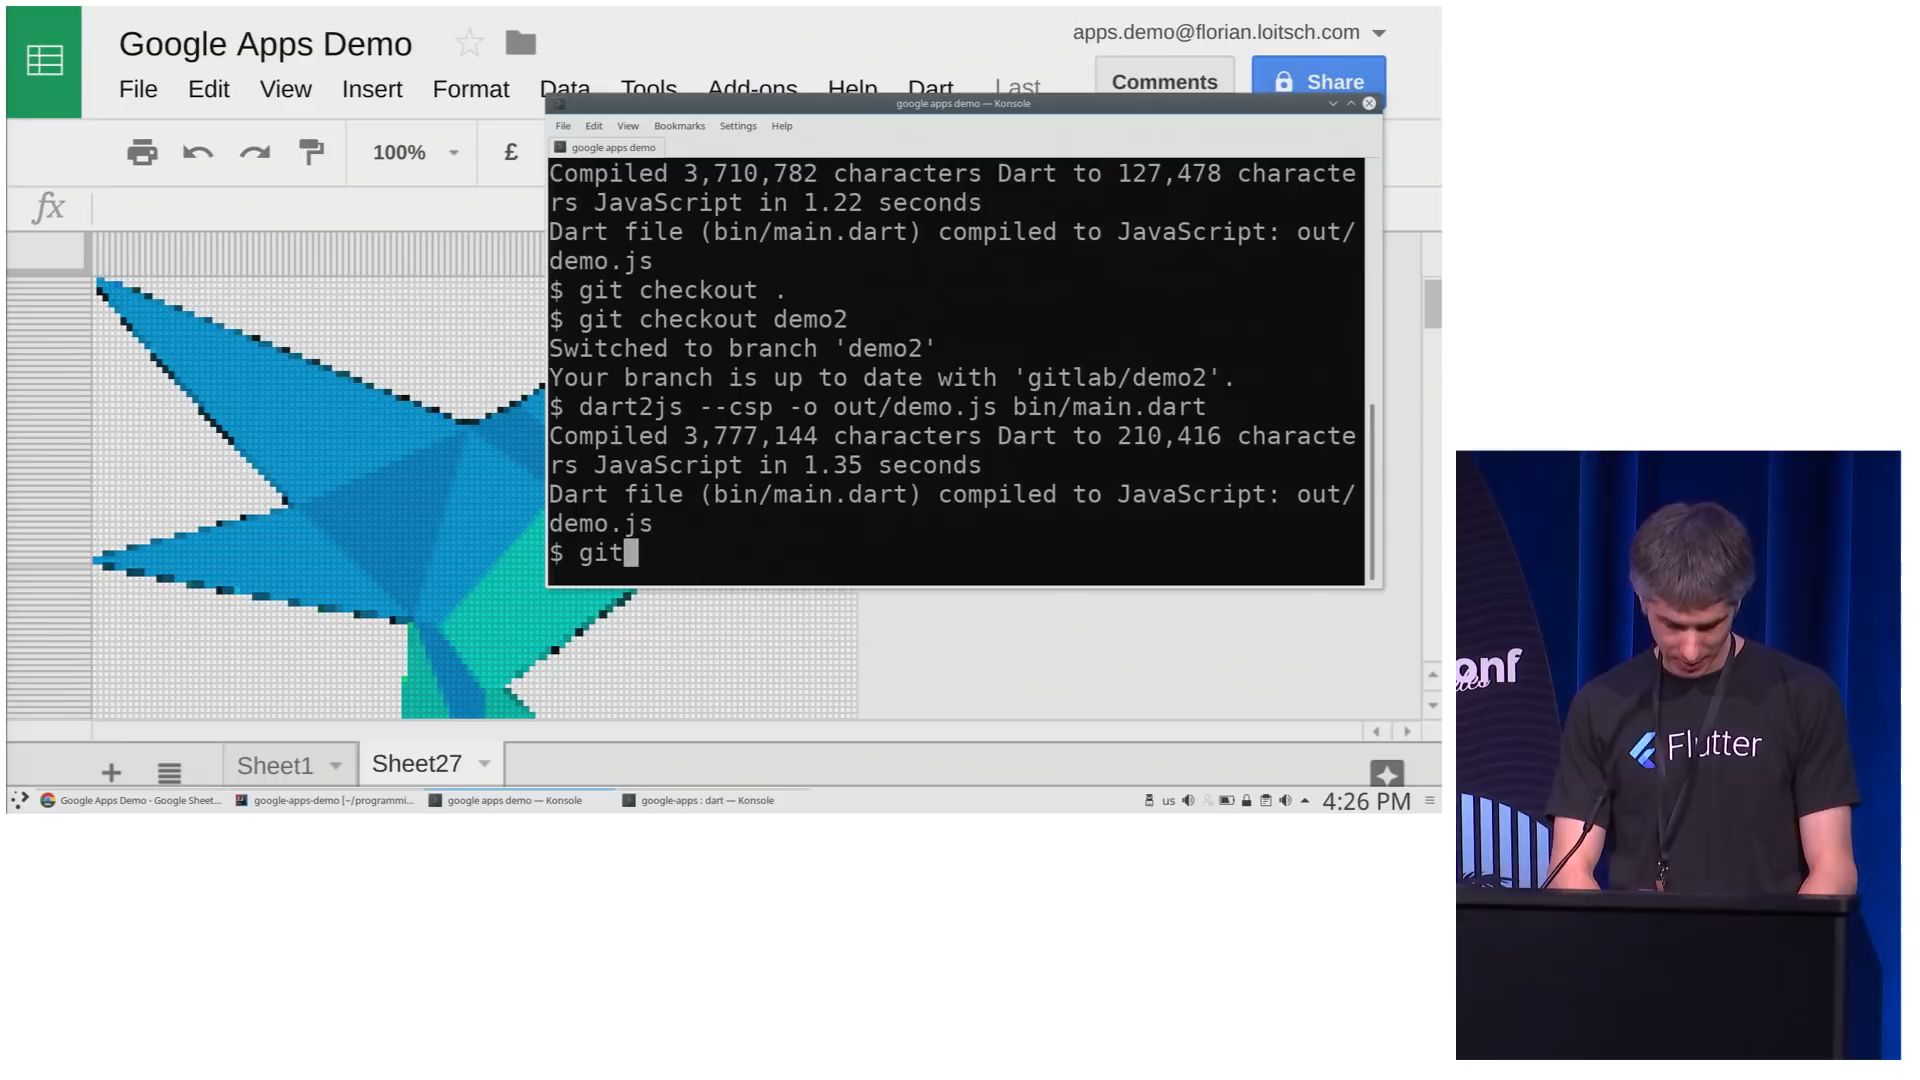 Google Apps Demo
apps.demo@florian.loitsch.com
File Edit View Insert Format Data Tools Add-ons Help Dart Last
Comments
Share
100%
£
fx
google apps demo — Konsole
File Edit View Bookmarks Settings Help
google apps demo
Compiled 3,710,782 characters Dart to 127,478 characte
rs JavaScript in 1.22 seconds
Dart file (bin/main.dart) compiled to JavaScript: out/
demo.js
$ git checkout .
$ git checkout demo2
Switched to branch 'demo2'
Your branch is up to date with 'gitlab/demo2'.
$ dart2js --csp -o out/demo.js bin/main.dart
Compiled 3,777,144 characters Dart to 210,416 characte
rs JavaScript in 1.35 seconds
Dart file (bin/main.dart) compiled to JavaScript: out/
demo.js
$ git
Sheet1
Sheet27
Google Apps Demo - Google Sheet...
google-apps-demo [~/programmi...
google apps demo — Konsole
google-apps : dart — Konsole
us
4:26 PM
onf
Flutter